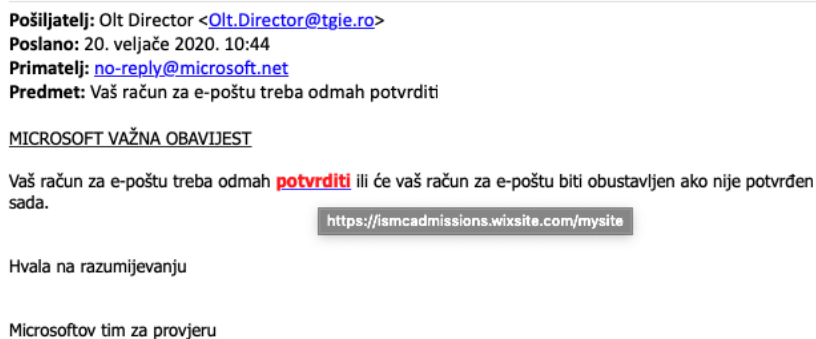 Pošiljatelj: Olt Director <Olt.Director@tgie.ro>
Poslano: 20. veljače 2020. 10:44
Primatelj: no-reply@microsoft.net
Predmet: Vaš račun za e-poštu treba odmah potvrditi
MICROSOFT VAŽNA OBAVIJEST
Vaš račun za e-poštu treba odmah potvrditi ili će vaš račun za e-poštu biti obustavljen ako nije potvrđen
sada.
https://ismcadmissions.wixsite.com/mysite
Hvala na razumijevanju
Microsoftov tim za provjeru